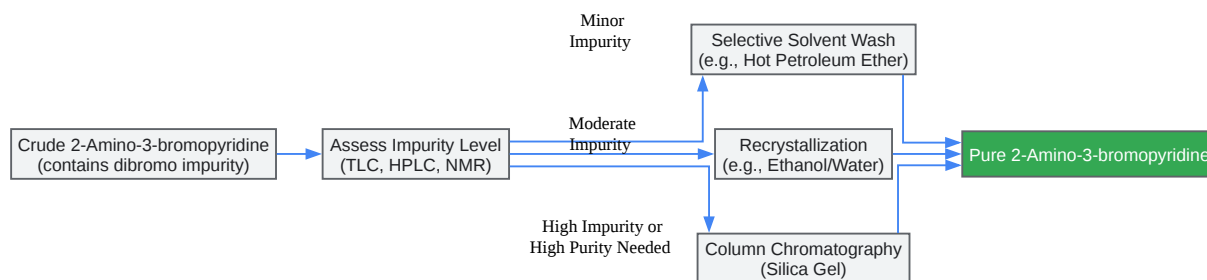 Minor
Impurity
Selective Solvent Wash
(e.g., Hot Petroleum Ether)
Crude 2-Amino-3-bromopyridine
(contains dibromo impurity)
Assess Impurity Level
(TLC, HPLC, NMR)
Moderate
Impurity
Recrystallization
(e.g., Ethanol/Water)
Pure 2-Amino-3-bromopyridine
High Impurity or
High Purity Needed
Column Chromatography
(Silica Gel)